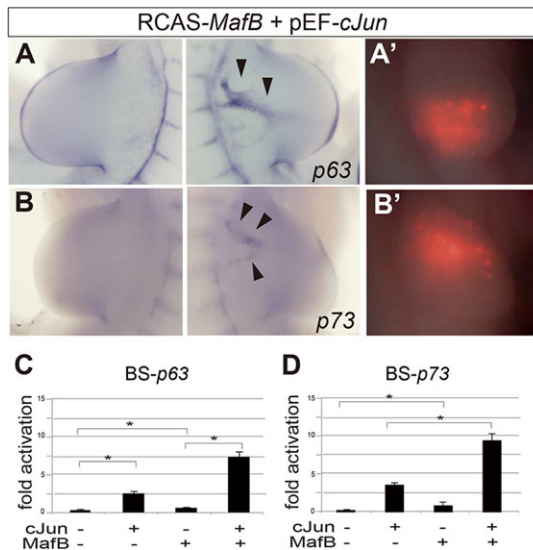 RCAS-MafB + pEF-cJun
A
p63
A'
B
p73
B'
C BS-p63
D BS-p73
fold activation
15
10
5
0
* * * *
cJun - + - +
MafB - - + +
fold activation
15
10
5
0
* *
cJun - + - +
MafB - - + +